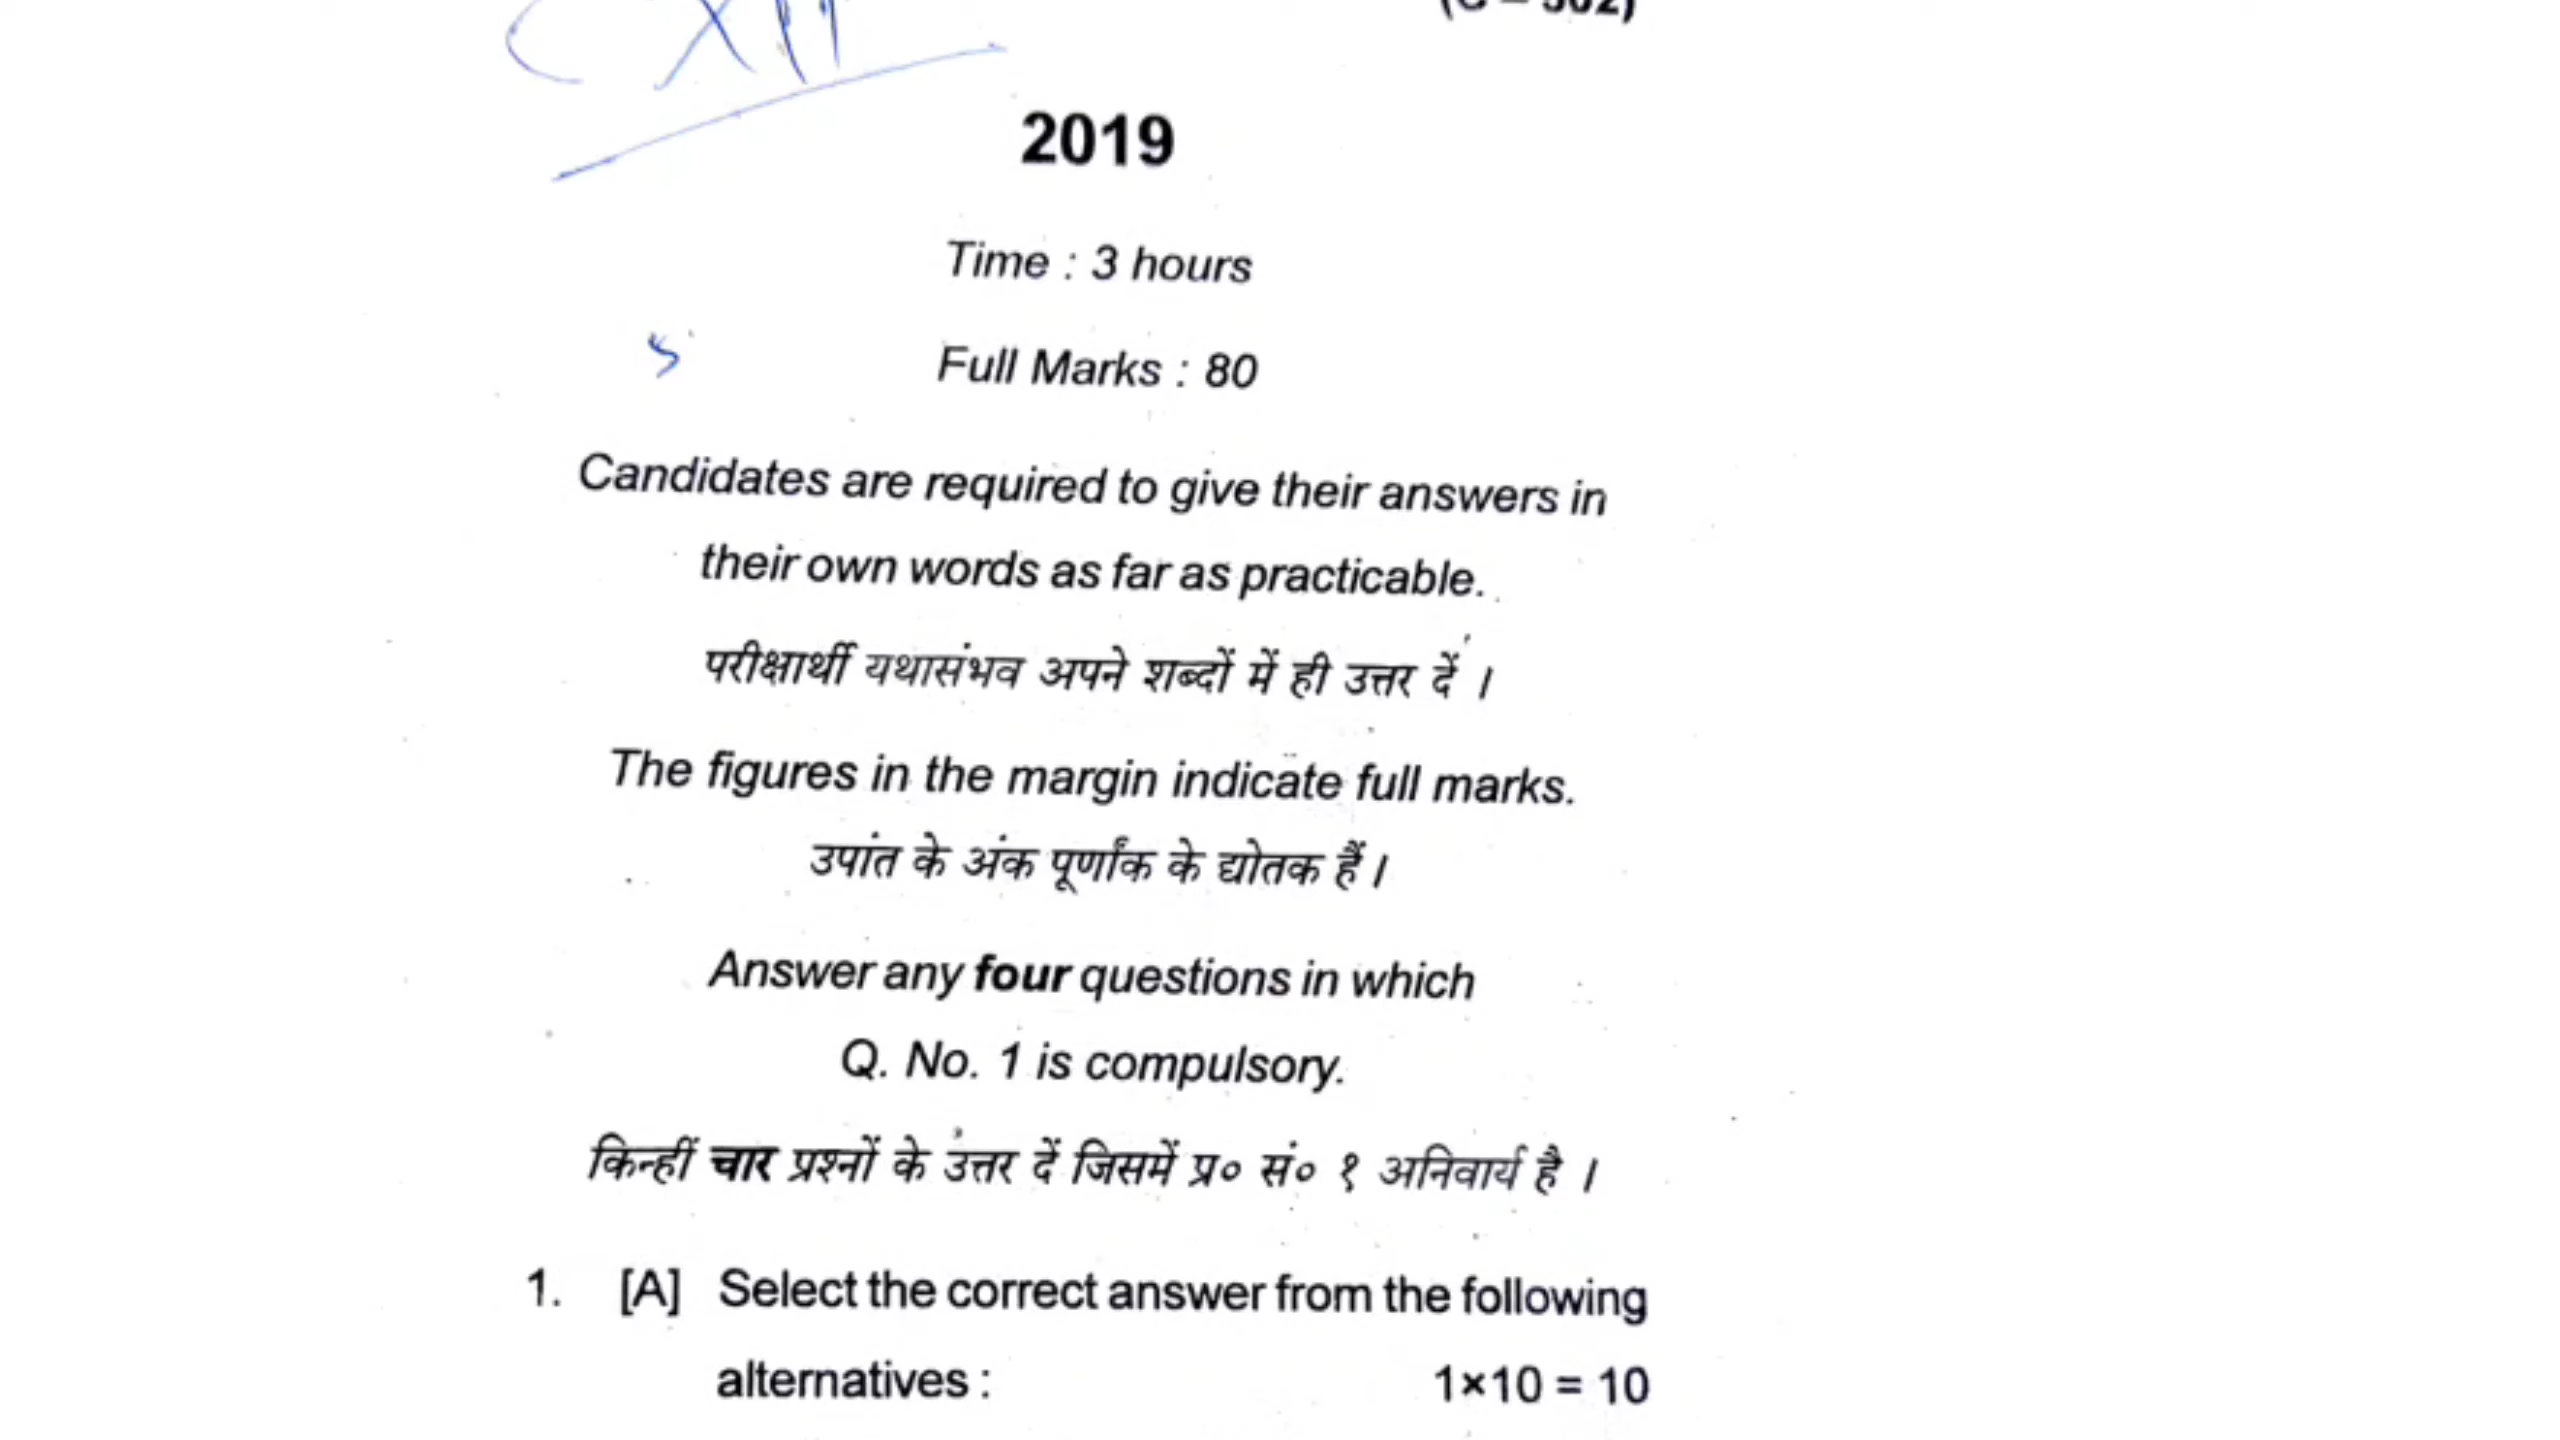 2019
Time : 3 hours
Full Marks : 80
Candidates are required to give their answers in
their own words as far as practicable.
परीक्षार्थी यथासंभव अपने शब्दों में ही उत्तर दें ।
The figures in the margin indicate full marks.
उपांत के अंक पूर्णांक के द्योतक हैं ।
Answer any four questions in which
Q. No. 1 is compulsory.
किन्हीं चार प्रश्नों के उत्तर दें जिसमें प्र० सं० १ अनिवार्य है ।
1. [A] Select the correct answer from the following
alternatives : 1×10 = 10